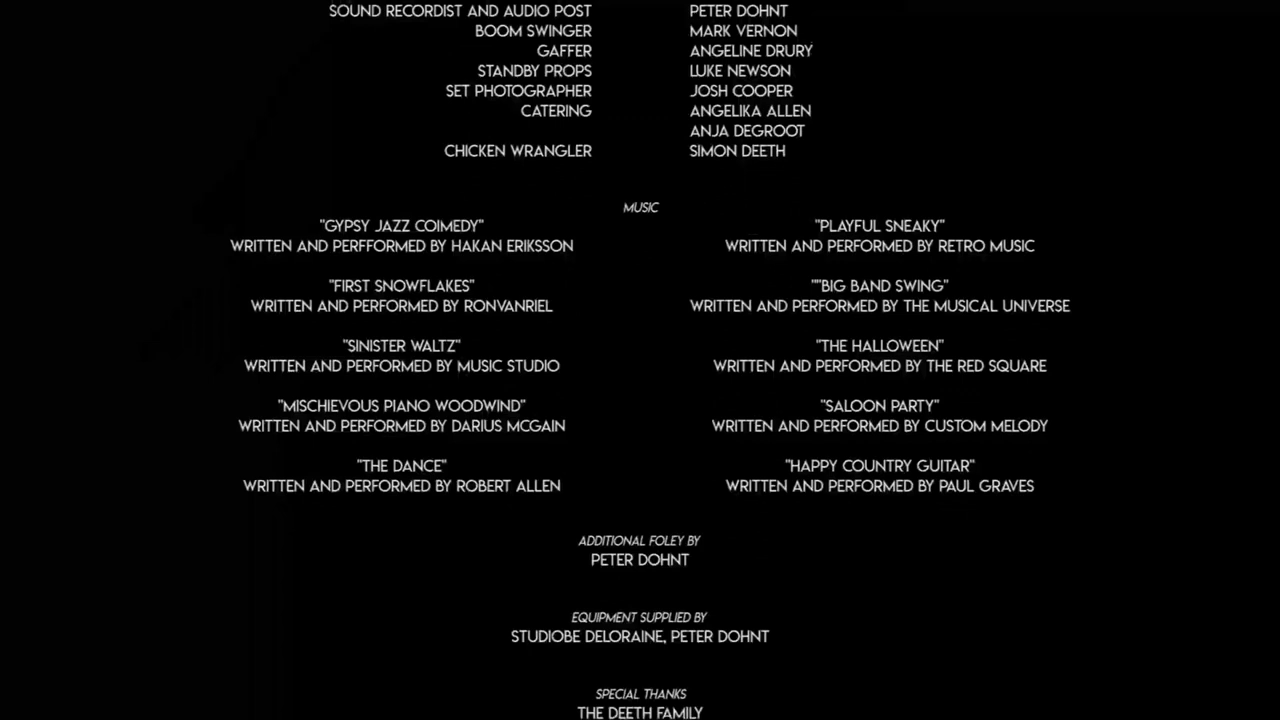 SOUND RECORDIST AND AUDIO POST PETER DOHNT
BOOM SWINGER MARK VERNON
GAFFER ANGELINE DRURY
STANDBY PROPS LUKE NEWSON
SET PHOTOGRAPHER JOSH COOPER
CATERING ANGELIKA ALLEN
ANJA DEGROOT
CHICKEN WRANGLER SIMON DEETH
MUSIC
"GYPSY JAZZ COIMEDY"
WRITTEN AND PERFFORMED BY HAKAN ERIKSSON
"PLAYFUL SNEAKY"
WRITTEN AND PERFORMED BY RETRO MUSIC
"FIRST SNOWFLAKES"
WRITTEN AND PERFORMED BY RONVANRIEL
""BIG BAND SWING"
WRITTEN AND PERFORMED BY THE MUSICAL UNIVERSE
"SINISTER WALTZ"
WRITTEN AND PERFORMED BY MUSIC STUDIO
"THE HALLOWEEN"
WRITTEN AND PERFORMED BY THE RED SQUARE
"MISCHIEVOUS PIANO WOODWIND"
WRITTEN AND PERFORMED BY DARIUS MCGAIN
"SALOON PARTY"
WRITTEN AND PERFORMED BY CUSTOM MELODY
"THE DANCE"
WRITTEN AND PERFORMED BY ROBERT ALLEN
"HAPPY COUNTRY GUITAR"
WRITTEN AND PERFORMED BY PAUL GRAVES
ADDITIONAL FOLEY BY
PETER DOHNT
EQUIPMENT SUPPLIED BY
STUDIOBE DELORAINE, PETER DOHNT
SPECIAL THANKS
THE DEETH FAMILY